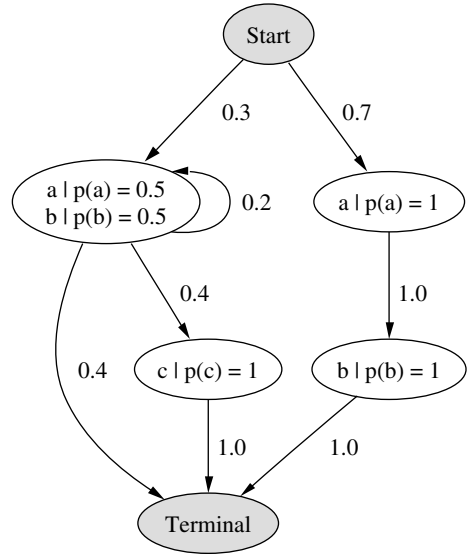 Start
0.3
0.7
a | p(a) = 0.5
b | p(b) = 0.5
0.2
a | p(a) = 1
0.4
1.0
0.4
c | p(c) = 1
b | p(b) = 1
1.0
1.0
Terminal